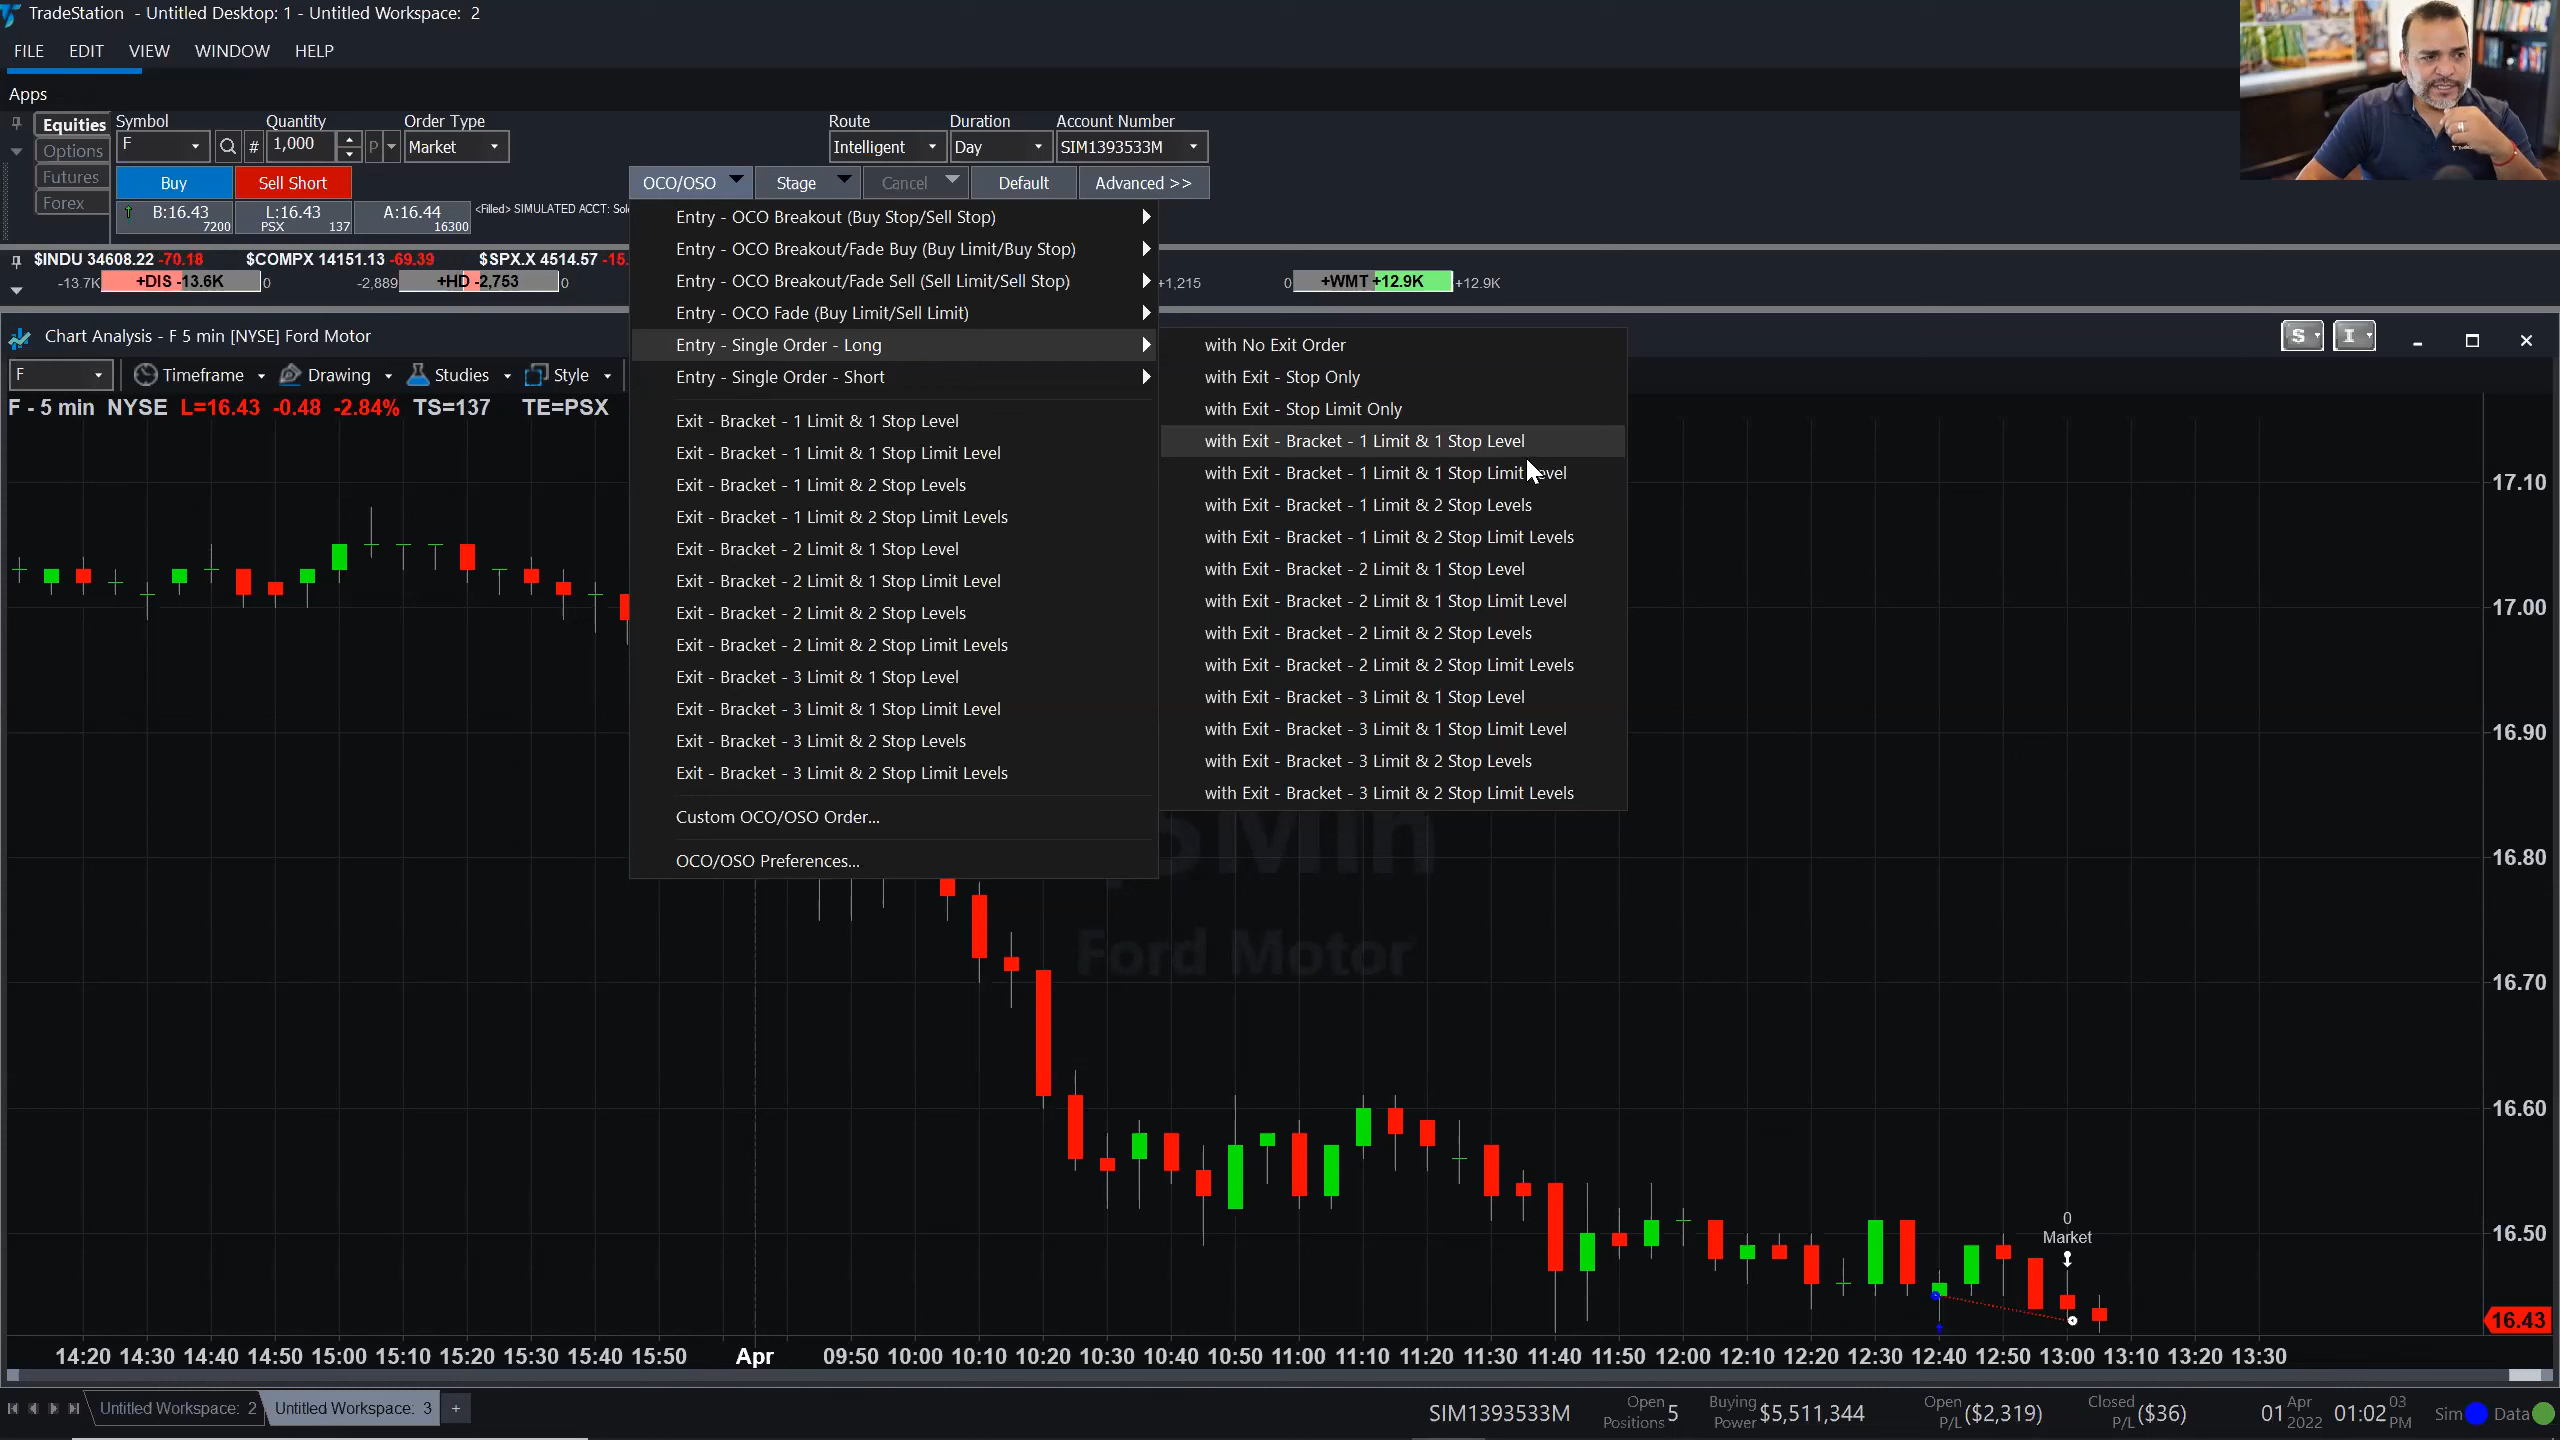 TradeStation - Untitled Desktop: 1 - Untitled Workspace: 2
FILE EDIT VIEW WINDOW HELP
Apps
Equities
Options
Futures
Forex
Symbol Quantity Order Type Route Duration Account Number
F # 1,000 P Market Intelligent Day SIM1393533M
Buy Sell Short OCO/OSO Stage Cancel Default Advanced >>
B:16.43 L:16.43 A:16.44 <Filled> SIMULATED ACCT: Sol
7200 PSX 137 16300
$INDU 34608.22 -70.18 $COMPX 14151.13 -69.39 $SPX.X 4514.57 -15.
-13.7K +DIS -13.6K 0 -2,889 +HD -2,753 0 +1,215 0 +WMT +12.9K +12.9K
Entry - OCO Breakout (Buy Stop/Sell Stop)
Entry - OCO Breakout/Fade Buy (Buy Limit/Buy Stop)
Entry - OCO Breakout/Fade Sell (Sell Limit/Sell Stop)
Entry - OCO Fade (Buy Limit/Sell Limit)
Entry - Single Order - Long
Entry - Single Order - Short
Exit - Bracket - 1 Limit & 1 Stop Level
Exit - Bracket - 1 Limit & 1 Stop Limit Level
Exit - Bracket - 1 Limit & 2 Stop Levels
Exit - Bracket - 1 Limit & 2 Stop Limit Levels
Exit - Bracket - 2 Limit & 1 Stop Level
Exit - Bracket - 2 Limit & 1 Stop Limit Level
Exit - Bracket - 2 Limit & 2 Stop Levels
Exit - Bracket - 2 Limit & 2 Stop Limit Levels
Exit - Bracket - 3 Limit & 1 Stop Level
Exit - Bracket - 3 Limit & 1 Stop Limit Level
Exit - Bracket - 3 Limit & 2 Stop Levels
Exit - Bracket - 3 Limit & 2 Stop Limit Levels
Custom OCO/OSO Order...
OCO/OSO Preferences...
with No Exit Order
with Exit - Stop Only
with Exit - Stop Limit Only
with Exit - Bracket - 1 Limit & 1 Stop Level
with Exit - Bracket - 1 Limit & 1 Stop Limit Level
with Exit - Bracket - 1 Limit & 2 Stop Levels
with Exit - Bracket - 1 Limit & 2 Stop Limit Levels
with Exit - Bracket - 2 Limit & 1 Stop Level
with Exit - Bracket - 2 Limit & 1 Stop Limit Level
with Exit - Bracket - 2 Limit & 2 Stop Levels
with Exit - Bracket - 2 Limit & 2 Stop Limit Levels
with Exit - Bracket - 3 Limit & 1 Stop Level
with Exit - Bracket - 3 Limit & 1 Stop Limit Level
with Exit - Bracket - 3 Limit & 2 Stop Levels
with Exit - Bracket - 3 Limit & 2 Stop Limit Levels
Chart Analysis - F 5 min [NYSE] Ford Motor
S I
F Timeframe Drawing Studies Style
F - 5 min NYSE L=16.43 -0.48 -2.84% TS=137 TE=PSX
17.10
17.00
16.90
16.80
16.70
16.60
16.50
16.43
5Min
Ford Motor
0
Market
14:20 14:30 14:40 14:50 15:00 15:10 15:20 15:30 15:40 15:50 Apr 09:50 10:00 10:10 10:20 10:30 10:40 10:50 11:00 11:10 11:20 11:30 11:40 11:50 12:00 12:10 12:20 12:30 12:40 12:50 13:00 13:10 13:20 13:30
Untitled Workspace: 2 Untitled Workspace: 3 +
SIM1393533M Open Positions 5 Buying Power $5,511,344 Open P/L ($2,319) Closed P/L ($36) 01 Apr 2022 01:02 03 PM Sim Data